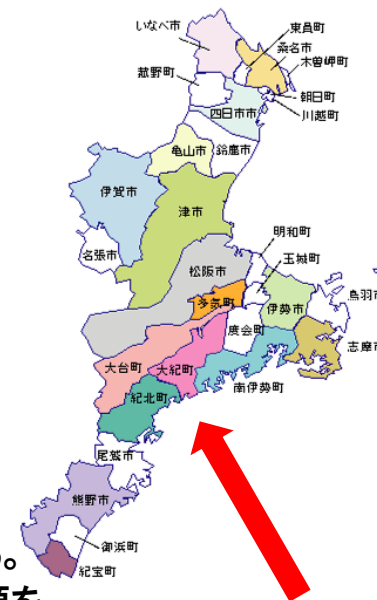 いなべ市
東員町
桑名市
木曽岬町
菰野町
朝日町
川越町
四日市市
亀山市
鈴鹿市
伊賀市
津市
名張市
明和町
松阪市
玉城町
多気町
伊勢市
鳥羽市
度会町
志摩市
大台町
大紀町
南伊勢町
紀北町
尾鷲市
熊野市
御浜町
紀宝町
。